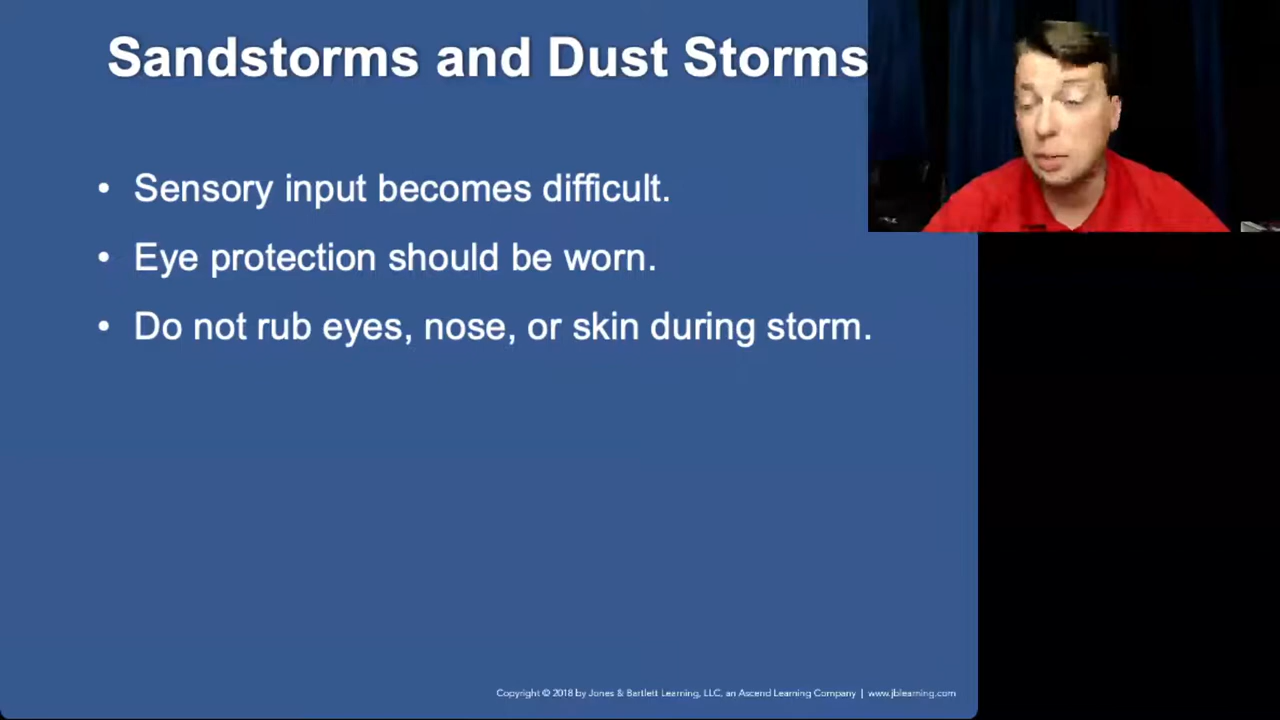 Sandstorms and Dust Storms
• Sensory input becomes difficult.
• Eye protection should be worn.
• Do not rub eyes, nose, or skin during storm.
Copyright © 2018 by Jones & Bartlett Learning, LLC, an Ascend Learning Company | www.jblearning.com